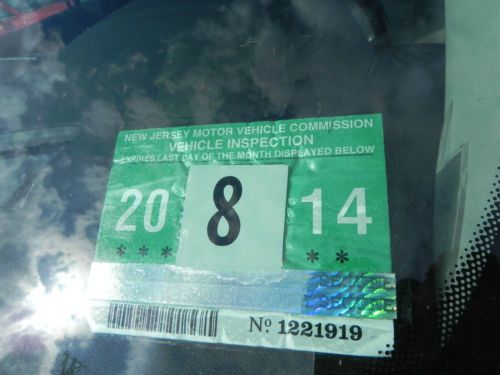 NEW JERSEY MOTOR VEHICLE COMMISSION
VEHICLE INSPECTION
EXPIRES LAST DAY OF THE MONTH DISPLAYED BELOW
20 8 14
*** **
No 1221919